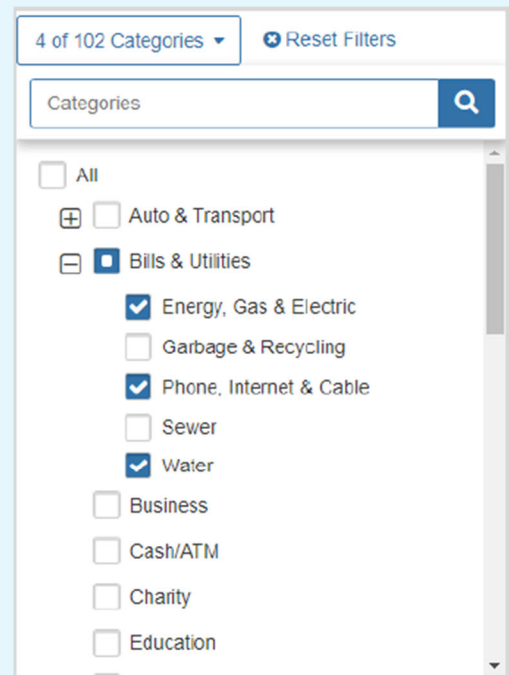 4 of 102 Categories Reset Filters
Categories
All
Auto & Transport
Bills & Utilities
Energy, Gas & Electric
Garbage & Recycling
Phone, Internet & Cable
Sewer
Water
Business
Cash/ATM
Charity
Education